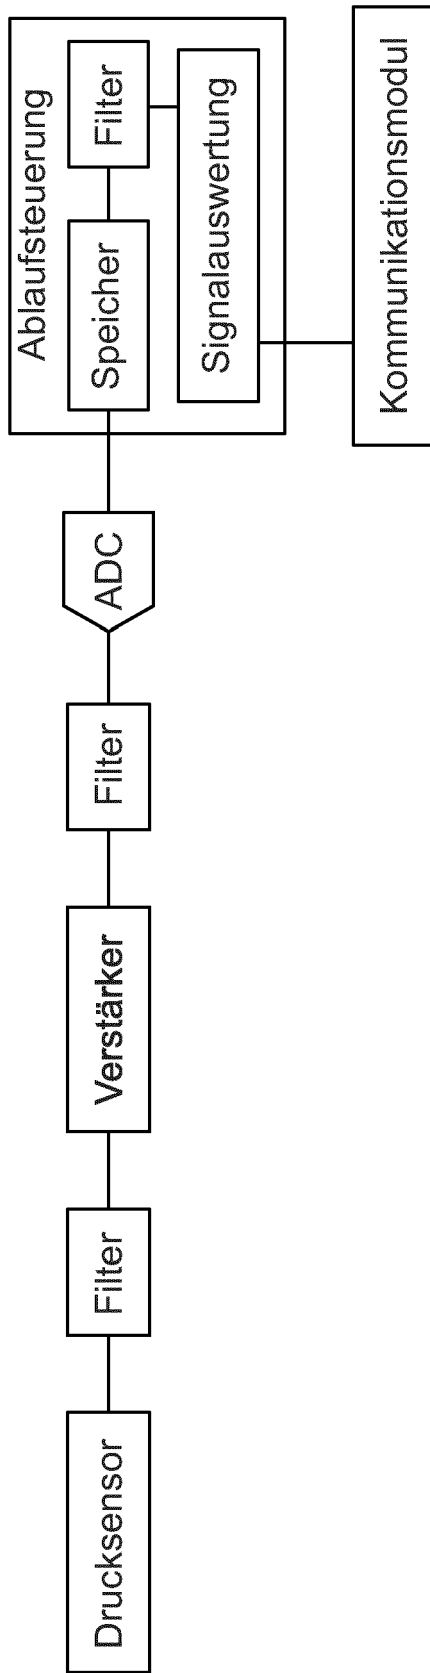 Drucksensor
Filter
Verstärker
Filter
ADC
Ablaufsteuerung
Speicher
Filter
Signalauswertung
Kommunikationsmodul